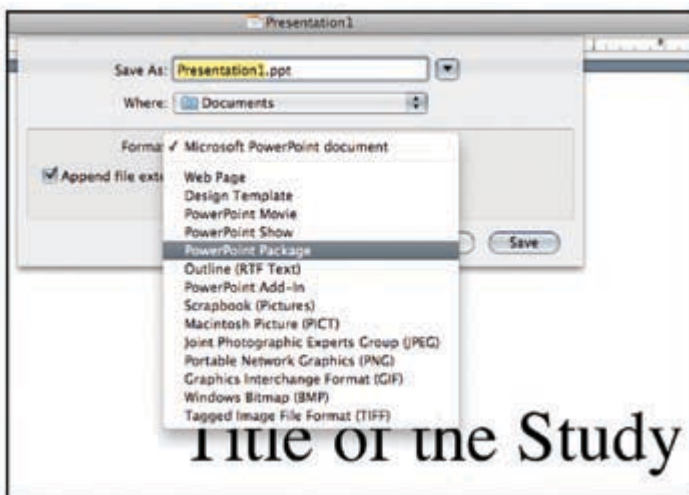 Presentation1
Save As: Presentation1.ppt
Where: Documents
Forma ✓ Microsoft PowerPoint document
Append file exte
Web Page
Design Template
PowerPoint Movie
PowerPoint Show
PowerPoint Package
Save
Outline (RTF Text)
PowerPoint Add-In
Scrapbook (Pictures)
Macintosh Picture (PICT)
Joint Photographic Experts Group (JPEG)
Portable Network Graphics (PNG)
Graphics Interchange Format (GIF)
Windows Bitmap (BMP)
Tagged Image File Format (TIFF)
Title of the Study